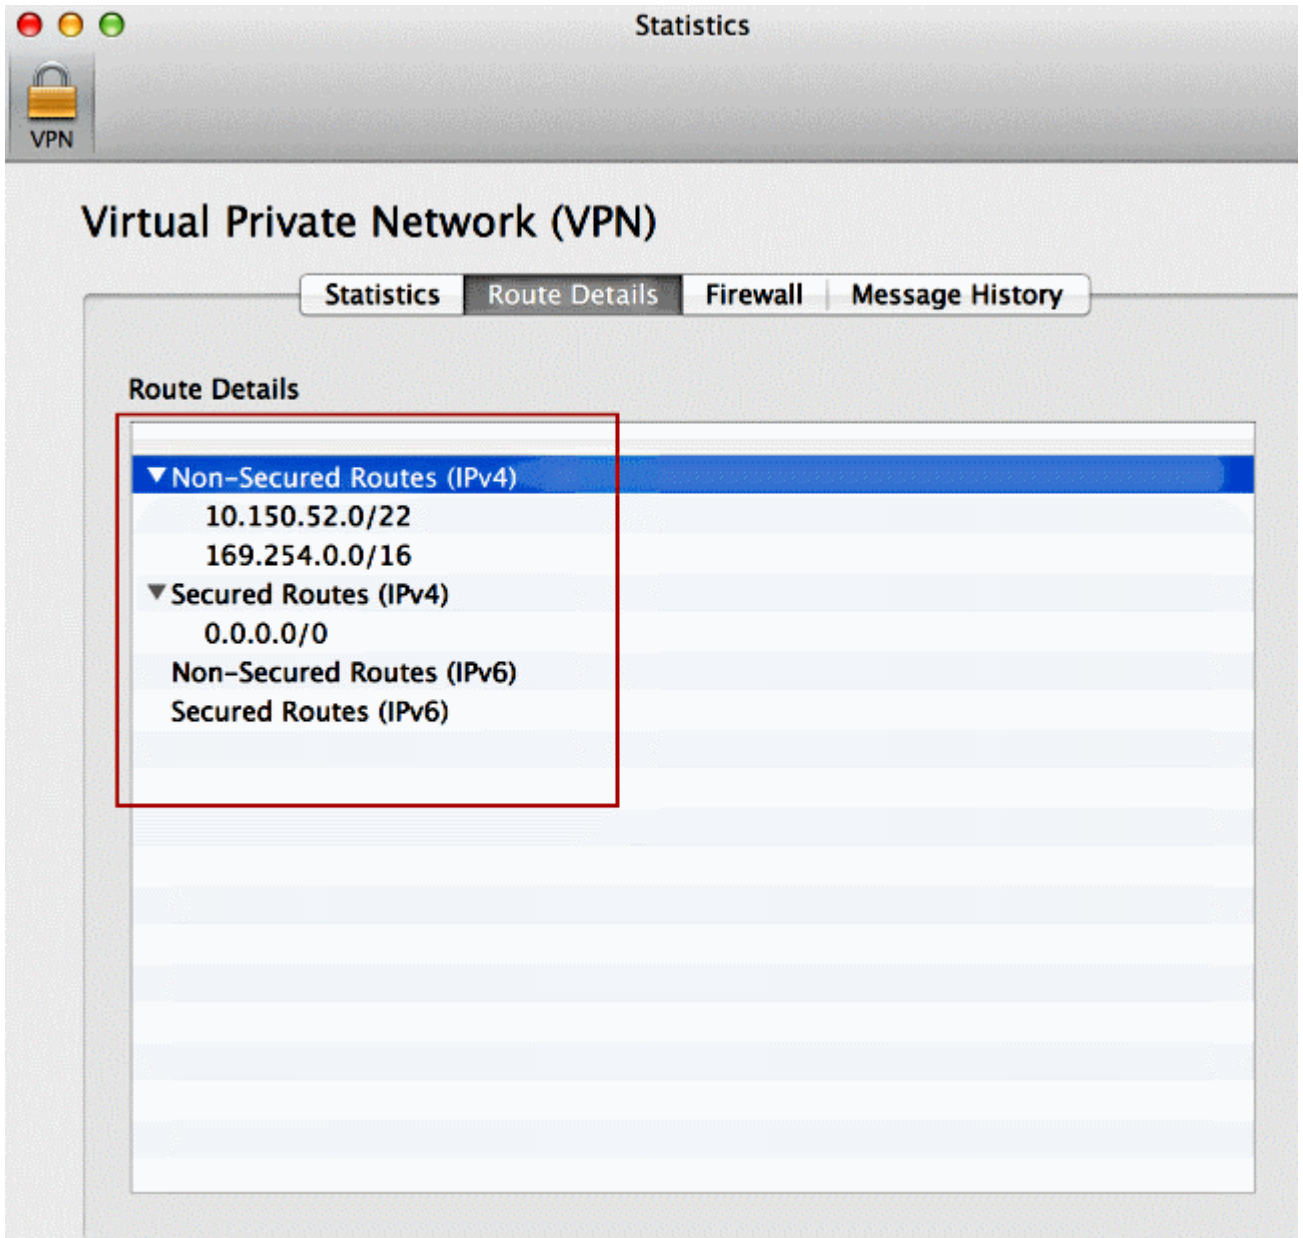 Statistics
VPN
Virtual Private Network (VPN)
Statistics Route Details Firewall Message History
Route Details
Non-Secured Routes (IPv4)
10.150.52.0/22
169.254.0.0/16
Secured Routes (IPv4)
0.0.0.0/0
Non-Secured Routes (IPv6)
Secured Routes (IPv6)